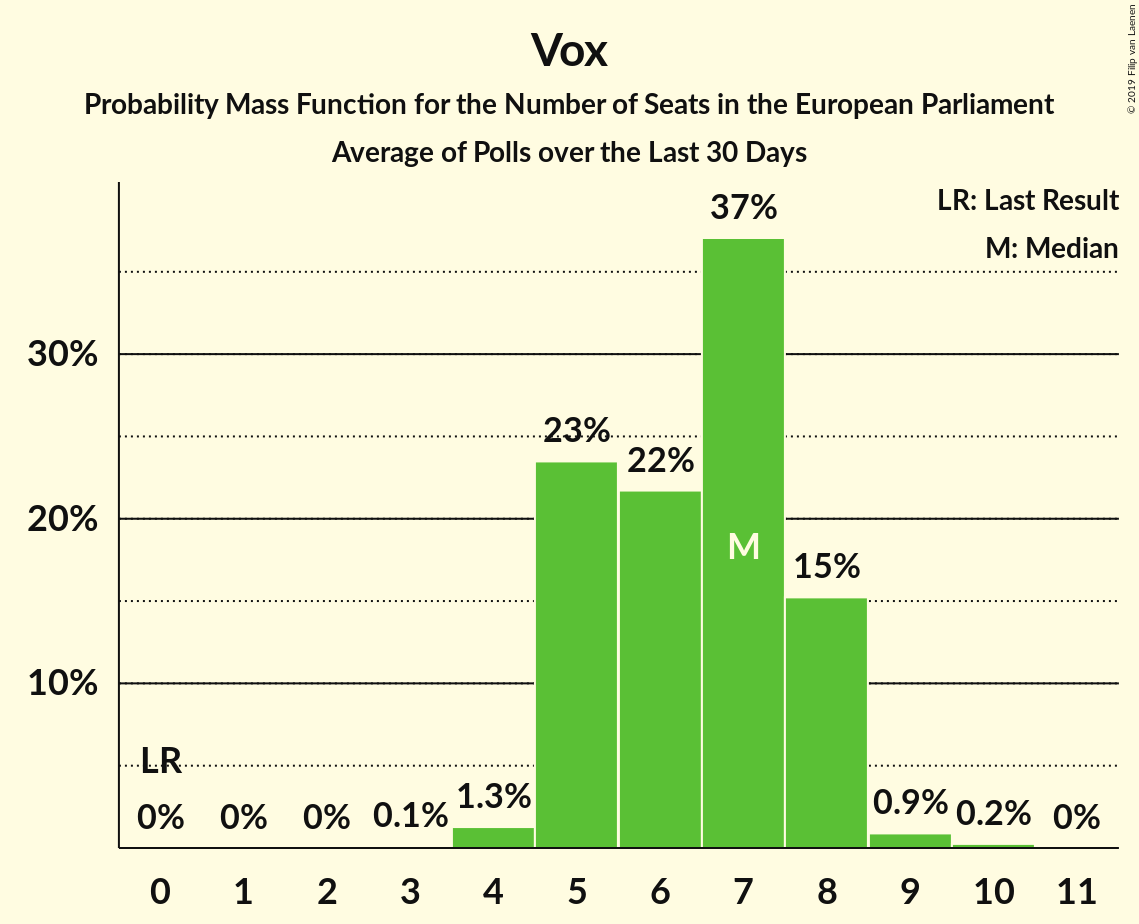 Vox
Probability Mass Function for the Number of Seats in the European Parliament
Average of Polls over the Last 30 Days
© 2019 Filip van Laenen
LR: Last Result
M: Median
37%
30%
23%
22%
20%
M
15%
10%
LR
0%
0%
0%
0.1%
1.3%
0.9%
0.2%
0%
0 1 2 3 4 5 6 7 8 9 10 11